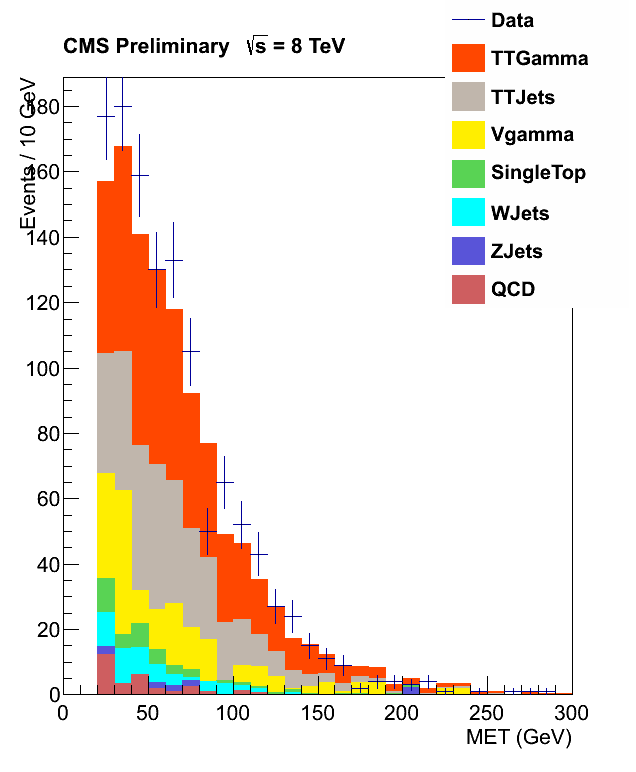 CMS Preliminary √s = 8 TeV
Data
TTGamma
TTJets
Vgamma
SingleTop
WJets
ZJets
QCD
Events / 10 GeV
180
160
140
120
100
80
60
40
20
0
0 50 100 150 200 250 300
MET (GeV)